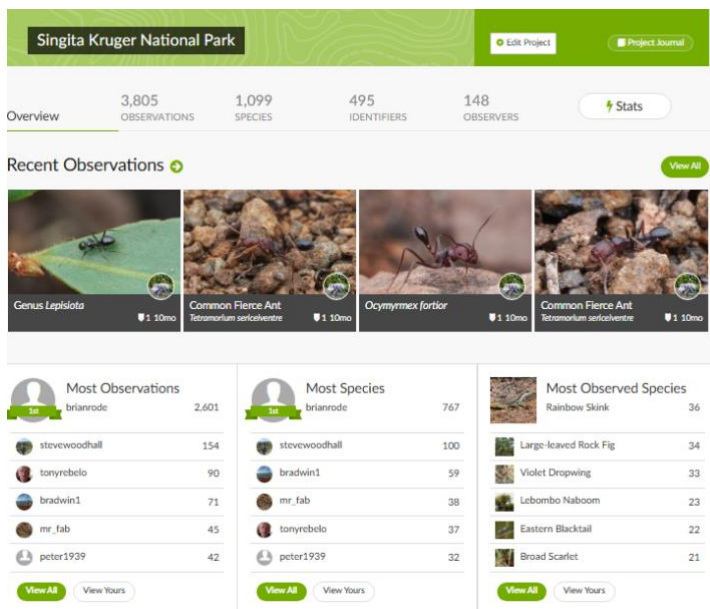 Singita Kruger National Park
Edit Project
Project Journal
Overview
3,805
OBSERVATIONS
1,099
SPECIES
495
IDENTIFIERS
148
OBSERVERS
Stats
Recent Observations
View All
Genus Lepisiota
1 10mo
Common Fierce Ant
Tetramorium sericeiventre
1 10mo
Ocymyrmex fortior
1 10mo
Common Fierce Ant
Tetramorium sericeiventre
1 10mo
Most Observations
1st
brianrode 2,601
stevewoodhall 154
tonyrebelo 90
bradwin1 71
mr_fab 45
peter1939 42
View All
View Yours
Most Species
1st
brianrode 767
stevewoodhall 100
bradwin1 59
mr_fab 38
tonyrebelo 37
peter1939 32
View All
View Yours
Most Observed Species
Rainbow Skink 36
Large-leaved Rock Fig 34
Violet Dropwing 33
Lebombo Naboom 23
Eastern Blacktail 22
Broad Scarlet 21
View All
View Yours